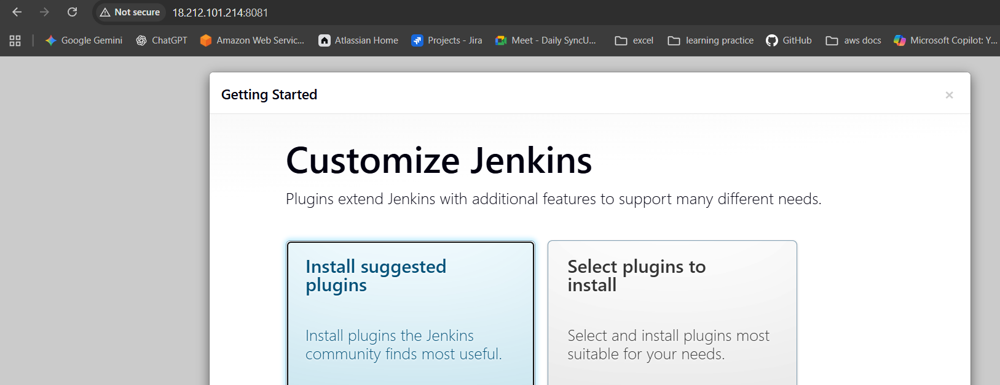 Not secure 18.212.101.214:8081
Google Gemini ChatGPT Amazon Web Servic... Atlassian Home Projects - Jira Meet - Daily SyncU... excel learning practice GitHub aws docs Microsoft Copilot: Y...
Getting Started ×
Customize Jenkins
Plugins extend Jenkins with additional features to support many different needs.
Install suggested
plugins
Install plugins the Jenkins
community finds most useful.
Select plugins to
install
Select and install plugins most
suitable for your needs.